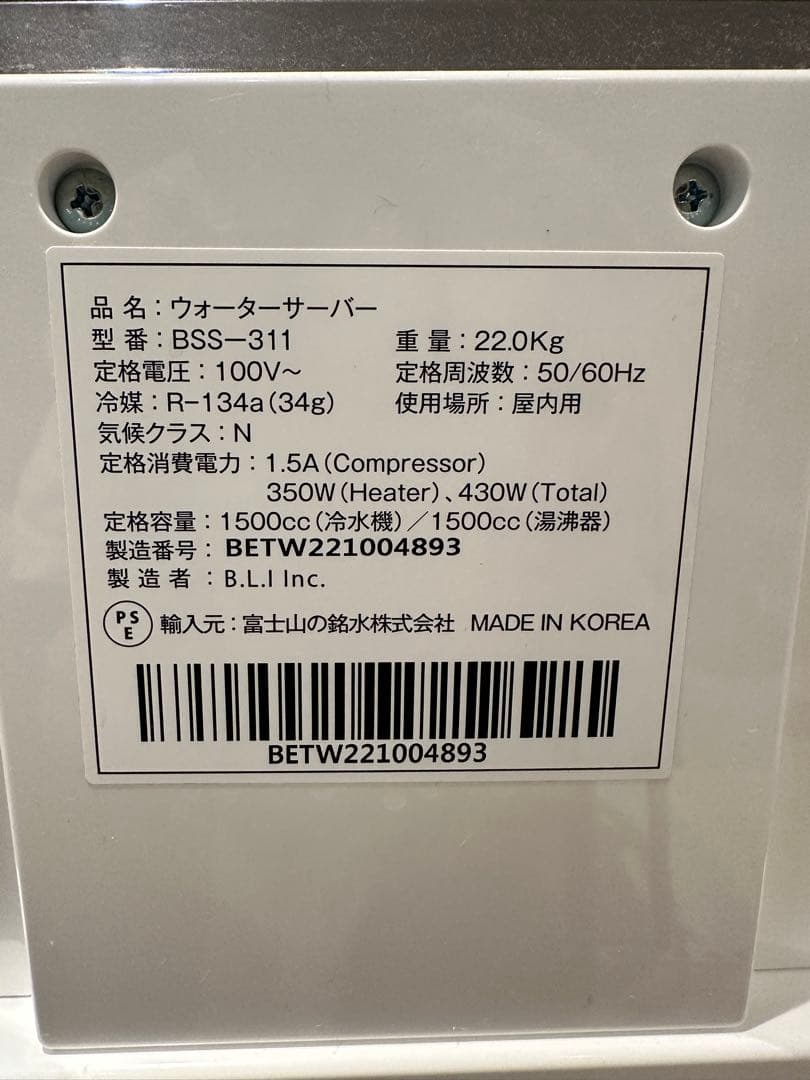 品名：ウォーターサーバー
型番：BSS−311 重量：22.0Kg
定格電圧：100V〜 定格周波数：50/60Hz
冷媒：R−134a(34g) 使用場所：屋内用
気候クラス：N
定格消費電力：1.5A(Compressor)
350W(Heater)、430W(Total)
定格容量：1500cc(冷水機)／1500cc(湯沸器)
製造番号：BETW221004893
製造者：B.L.I Inc.
PSE 輸入元：富士山の銘水株式会社 MADE IN KOREA
BETW221004893